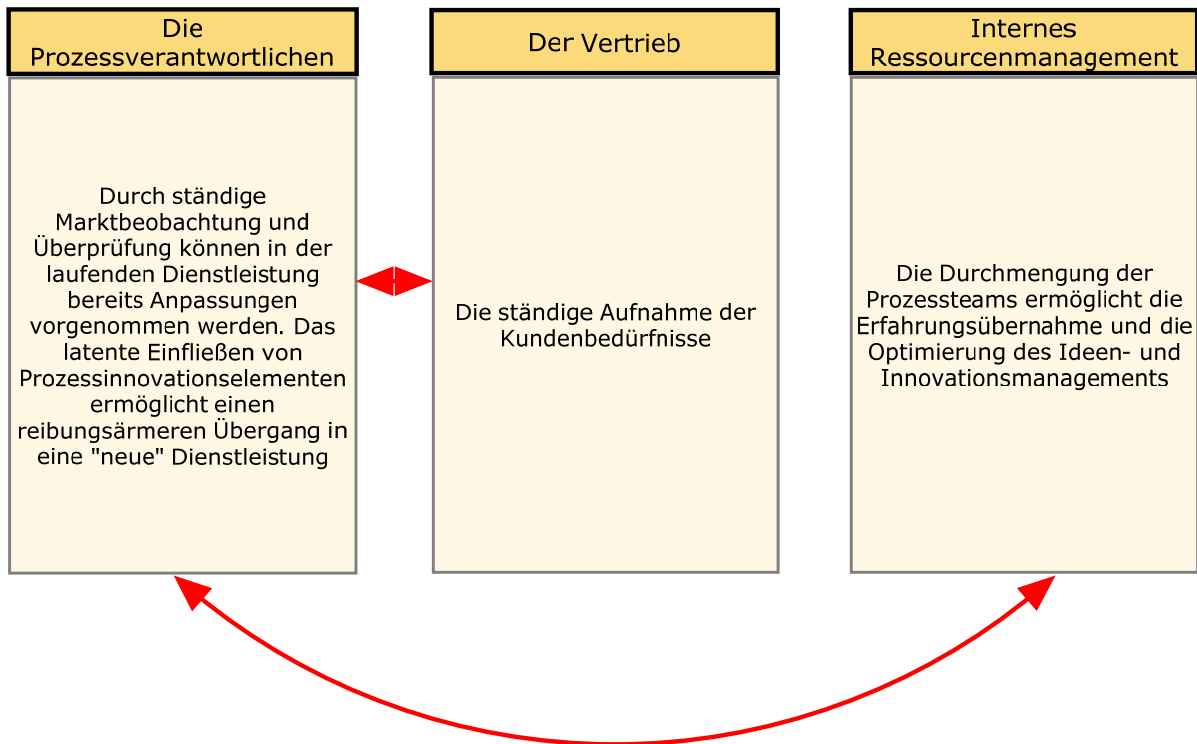 Die
Prozessverantwortlichen
Durch ständige
Marktbeobachtung und
Überprüfung können in der
laufenden Dienstleistung
bereits Anpassungen
vorgenommen werden. Das
latente Einfließen von
Prozessinnovationselementen
ermöglicht einen
reibungsärmeren Übergang in
eine "neue" Dienstleistung
Der Vertrieb
Die ständige Aufnahme der
Kundenbedürfnisse
Internes
Ressourcenmanagement
Die Durchmengung der
Prozessteams ermöglicht die
Erfahrungsübernahme und die
Optimierung des Ideen- und
Innovationsmanagements